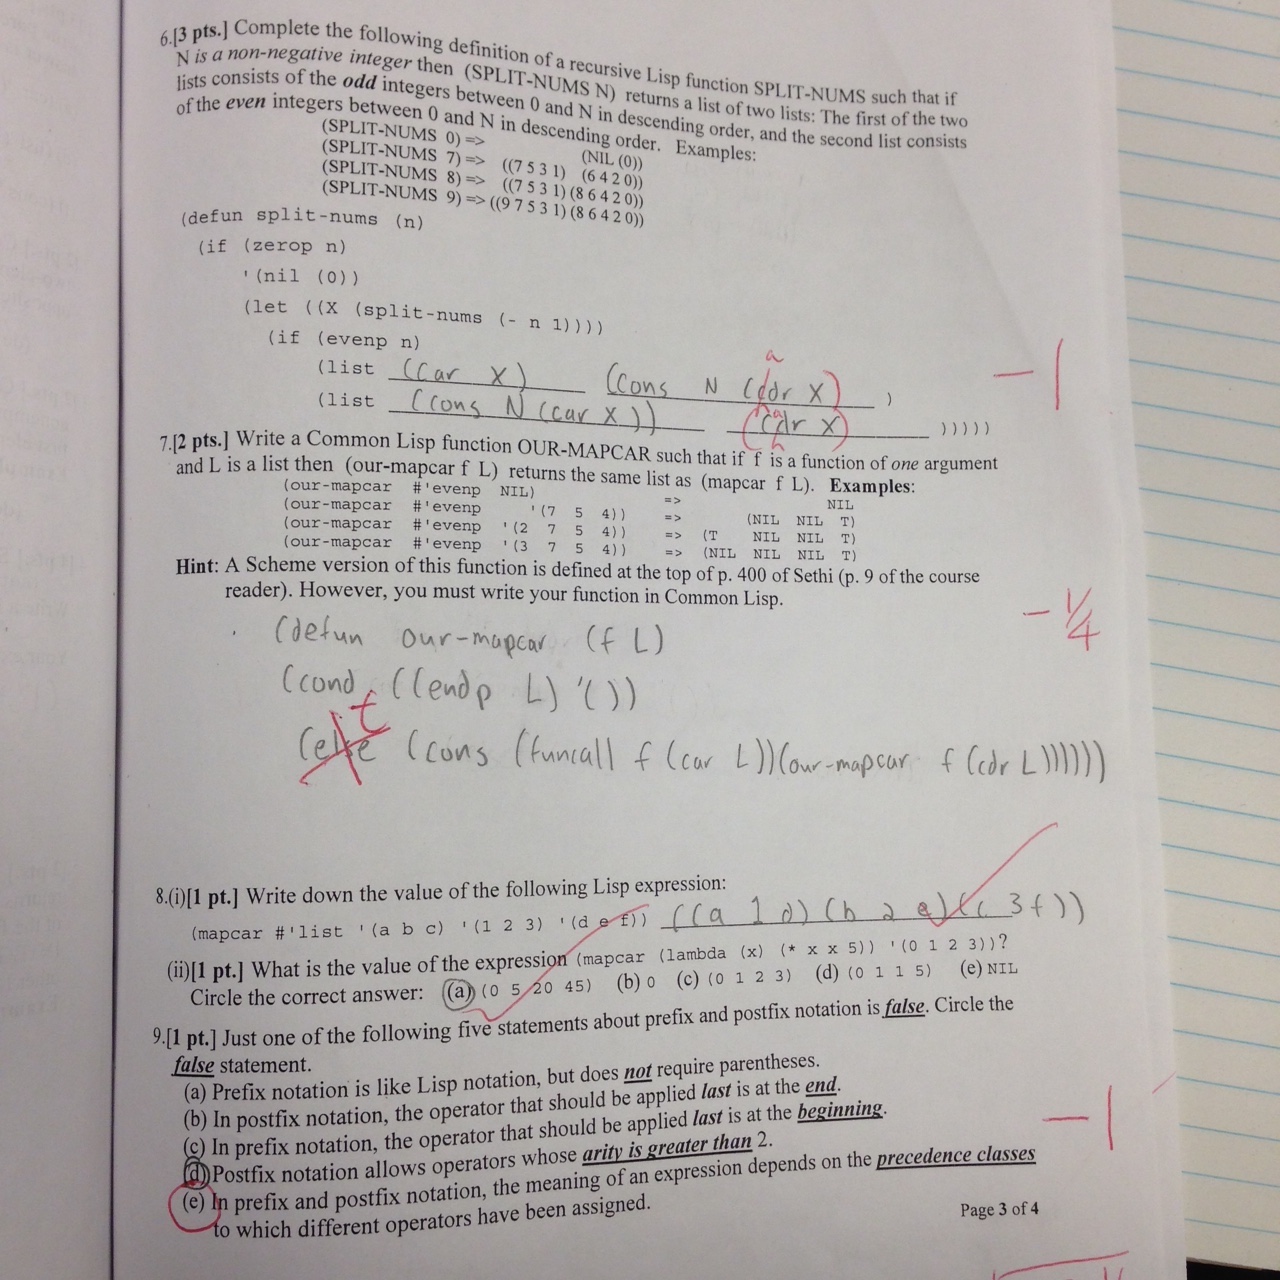 6.[3 pts.] Complete the following definition of a recursive Lisp function SPLIT-NUMS such that if
N is a non-negative integer then (SPLIT-NUMS N) returns a list of two lists: The first of the two
lists consists of the odd integers between 0 and N in descending order, and the second list consists
of the even integers between 0 and N in descending order. Examples:
(SPLIT-NUMS 0) => (NIL (0))
(SPLIT-NUMS 7) => ((7 5 3 1) (6 4 2 0))
(SPLIT-NUMS 8) => ((7 5 3 1) (8 6 4 2 0))
(SPLIT-NUMS 9) => ((9 7 5 3 1) (8 6 4 2 0))
(defun split-nums (n)
(if (zerop n)
'(nil (0))
(let ((X (split-nums (- n 1))))
(if (evenp n)
a
(list (Car X) (Cons N (cdr X) )
-1
(list (cons N (car X)) (cdr X) )))))
7.[2 pts.] Write a Common Lisp function OUR-MAPCAR such that if f is a function of one argument
and L is a list then (our-mapcar f L) returns the same list as (mapcar f L). Examples:
(our-mapcar #'evenp NIL) => NIL
(our-mapcar #'evenp '(7 5 4)) => (NIL NIL T)
(our-mapcar #'evenp '(2 7 5 4)) => (T NIL NIL T)
(our-mapcar #'evenp '(3 7 5 4)) => (NIL NIL NIL T)
Hint: A Scheme version of this function is defined at the top of p. 400 of Sethi (p. 9 of the course
reader). However, you must write your function in Common Lisp.
-1/4
(defun our-mapcar (f L)
(cond ((endp L) '())
t
(else (cons (funcall f (car L))(our-mapcar f (cdr L))))))
8.(i)[1 pt.] Write down the value of the following Lisp expression:
(mapcar #'list '(a b c) '(1 2 3) '(d e f)) ((a 1 d) (b 2 e) (c 3 f))
(ii)[1 pt.] What is the value of the expression (mapcar (lambda (x) (* x x 5)) '(0 1 2 3))?
Circle the correct answer: (a) (0 5 20 45) (b) 0 (c) (0 1 2 3) (d) (0 1 1 5) (e) NIL
9.[1 pt.] Just one of the following five statements about prefix and postfix notation is false. Circle the
false statement.
(a) Prefix notation is like Lisp notation, but does not require parentheses.
(b) In postfix notation, the operator that should be applied last is at the end.
(c) In prefix notation, the operator that should be applied last is at the beginning.
-1
(d) Postfix notation allows operators whose arity is greater than 2.
(e) In prefix and postfix notation, the meaning of an expression depends on the precedence classes
to which different operators have been assigned.
Page 3 of 4